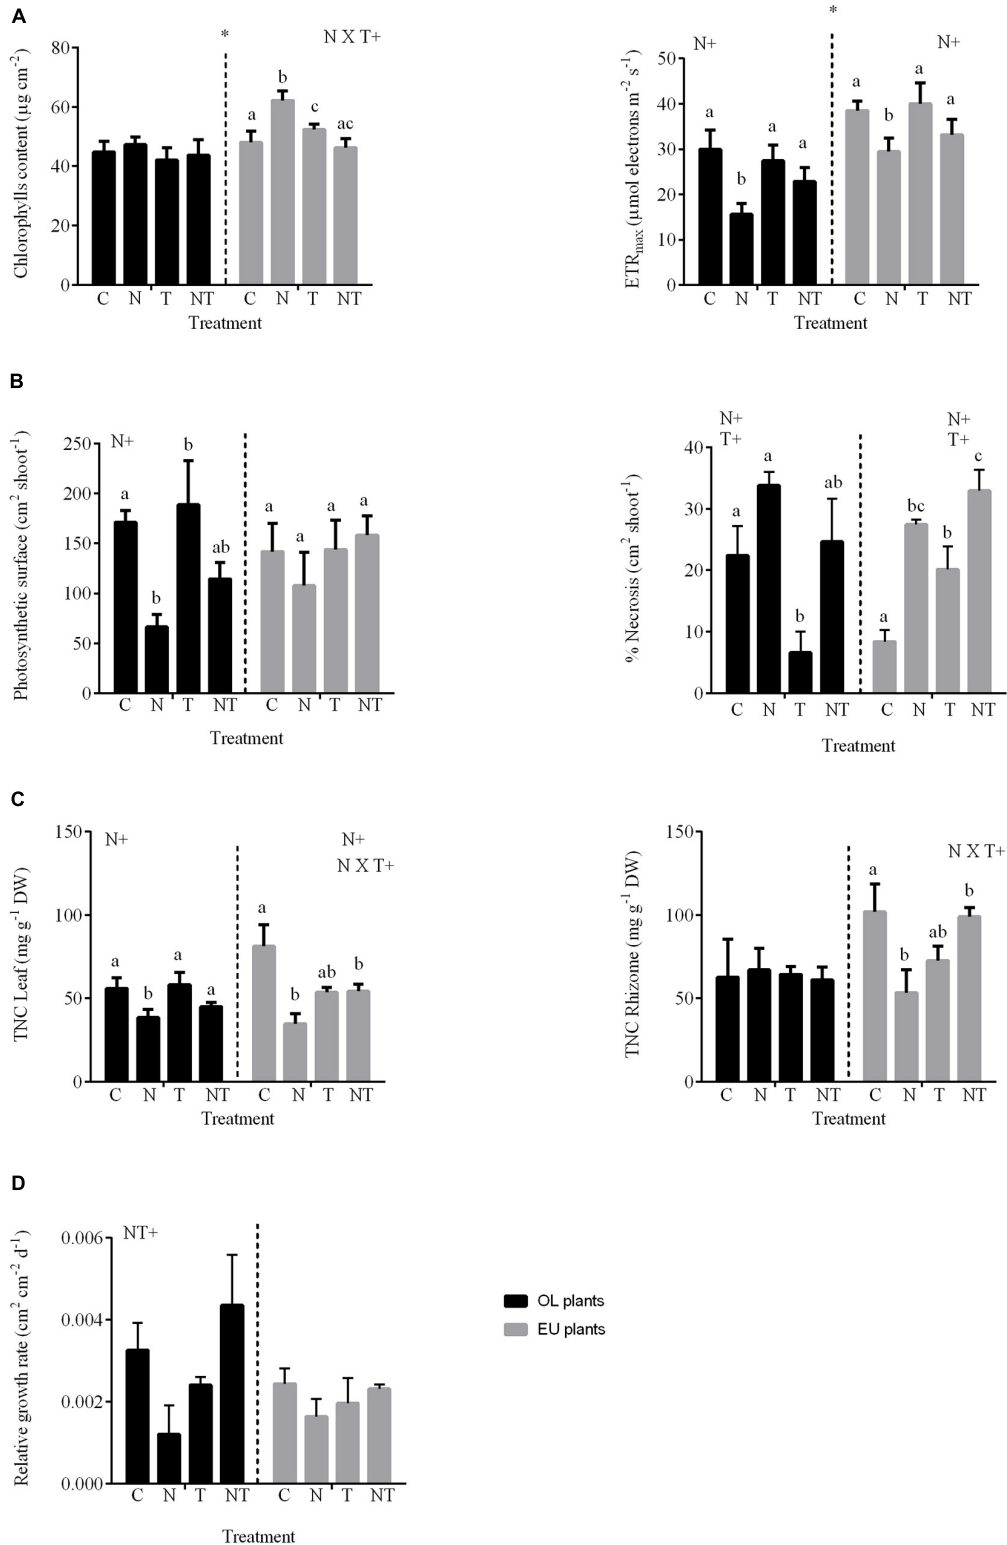 A
*
N X T+
Chlorophylls content (µg cm-2)
80
60
40
20
0
a
b
c
ac
C N T NT C N T NT
Treatment
*
N+
N+
ETRmax (µmol electrons m-2 s-1)
50
40
30
20
10
0
a
b
a
a
a
b
a
a
C N T NT C N T NT
Treatment
B
N+
Photosynthetic surface (cm2 shoot-1)
250
200
150
100
50
0
a
b
b
ab
a
a
a
a
C N T NT C N T NT
Treatment
N+
T+
N+
T+
% Necrosis (cm2 shoot-1)
40
30
20
10
0
a
a
b
ab
a
bc
b
c
C N T NT C N T NT
Treatment
C
N+
N+
N X T+
TNC Leaf (mg g-1 DW)
150
100
50
0
a
b
a
a
a
b
ab
b
C N T NT C N T NT
Treatment
N X T+
TNC Rhizome (mg g-1 DW)
150
100
50
0
a
b
ab
b
C N T NT C N T NT
Treatment
D
NT+
Relative growth rate (cm2 cm-2 d-1)
0.006
0.004
0.002
0.000
C N T NT C N T NT
Treatment
OL plants
EU plants